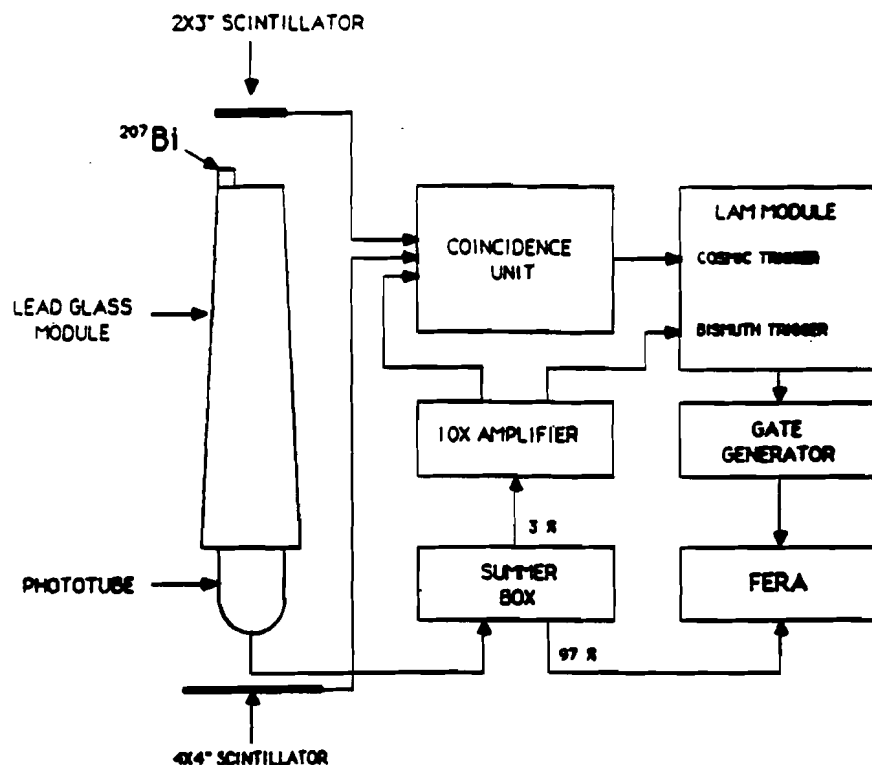 2X3" SCINTILLATOR
207Bi
LEAD GLASS
MODULE
PHOTOTUBE
4X4" SCINTILLATOR
COINCIDENCE
UNIT
LAM MODULE
COSMIC TRIGGER
BISMUTH TRIGGER
10X AMPLIFIER
GATE
GENERATOR
3 %
SUMMER
BOX
FERA
97 %